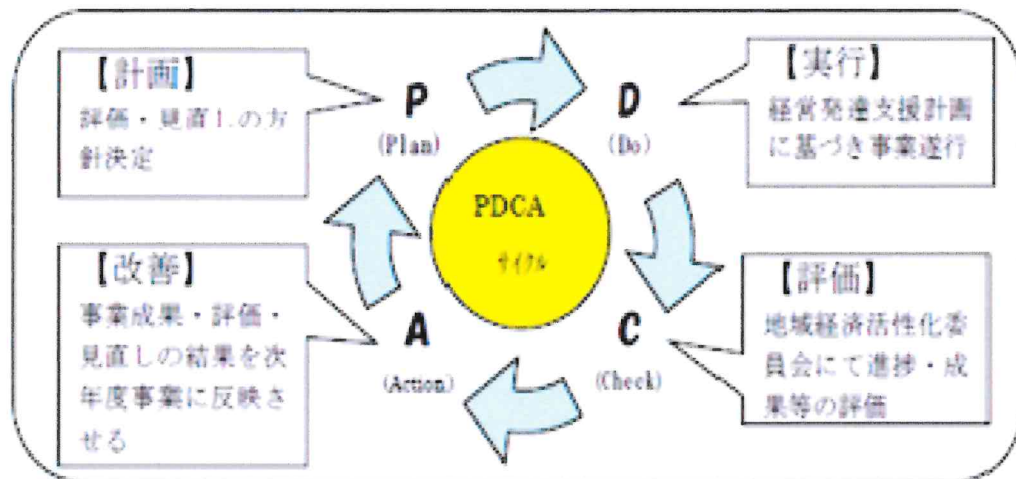 【計画】
評価・見直しの方
針決定
P
(Plan)
D
(Do)
【実行】
経営発達支援計画
に基づき事業遂行
PDCA
サイクル
【改善】
事業成果・評価・
見直しの結果を次
年度事業に反映さ
せる
A
(Action)
C
(Check)
【評価】
地域経済活性化委
員会にて進捗・成
果等の評価